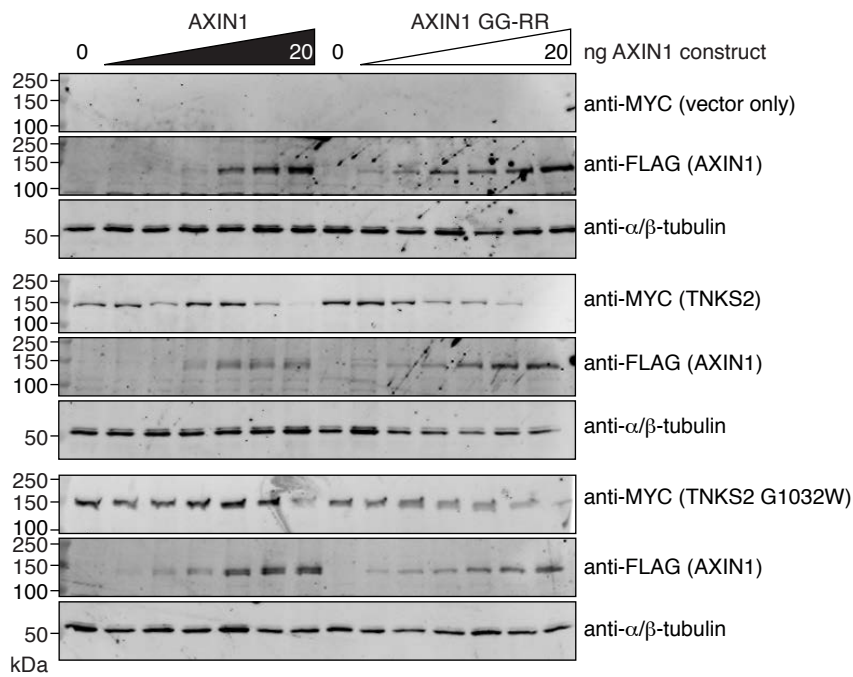 AXIN1 AXIN1 GG-RR
0 20 0 20 ng AXIN1 construct
250
150 anti-MYC (vector only)
100
250
150 anti-FLAG (AXIN1)
100
50 anti-α/β-tubulin
250
150 anti-MYC (TNKS2)
100
250
150 anti-FLAG (AXIN1)
100
50 anti-α/β-tubulin
250
150 anti-MYC (TNKS2 G1032W)
100
250
150 anti-FLAG (AXIN1)
100
50 anti-α/β-tubulin
kDa